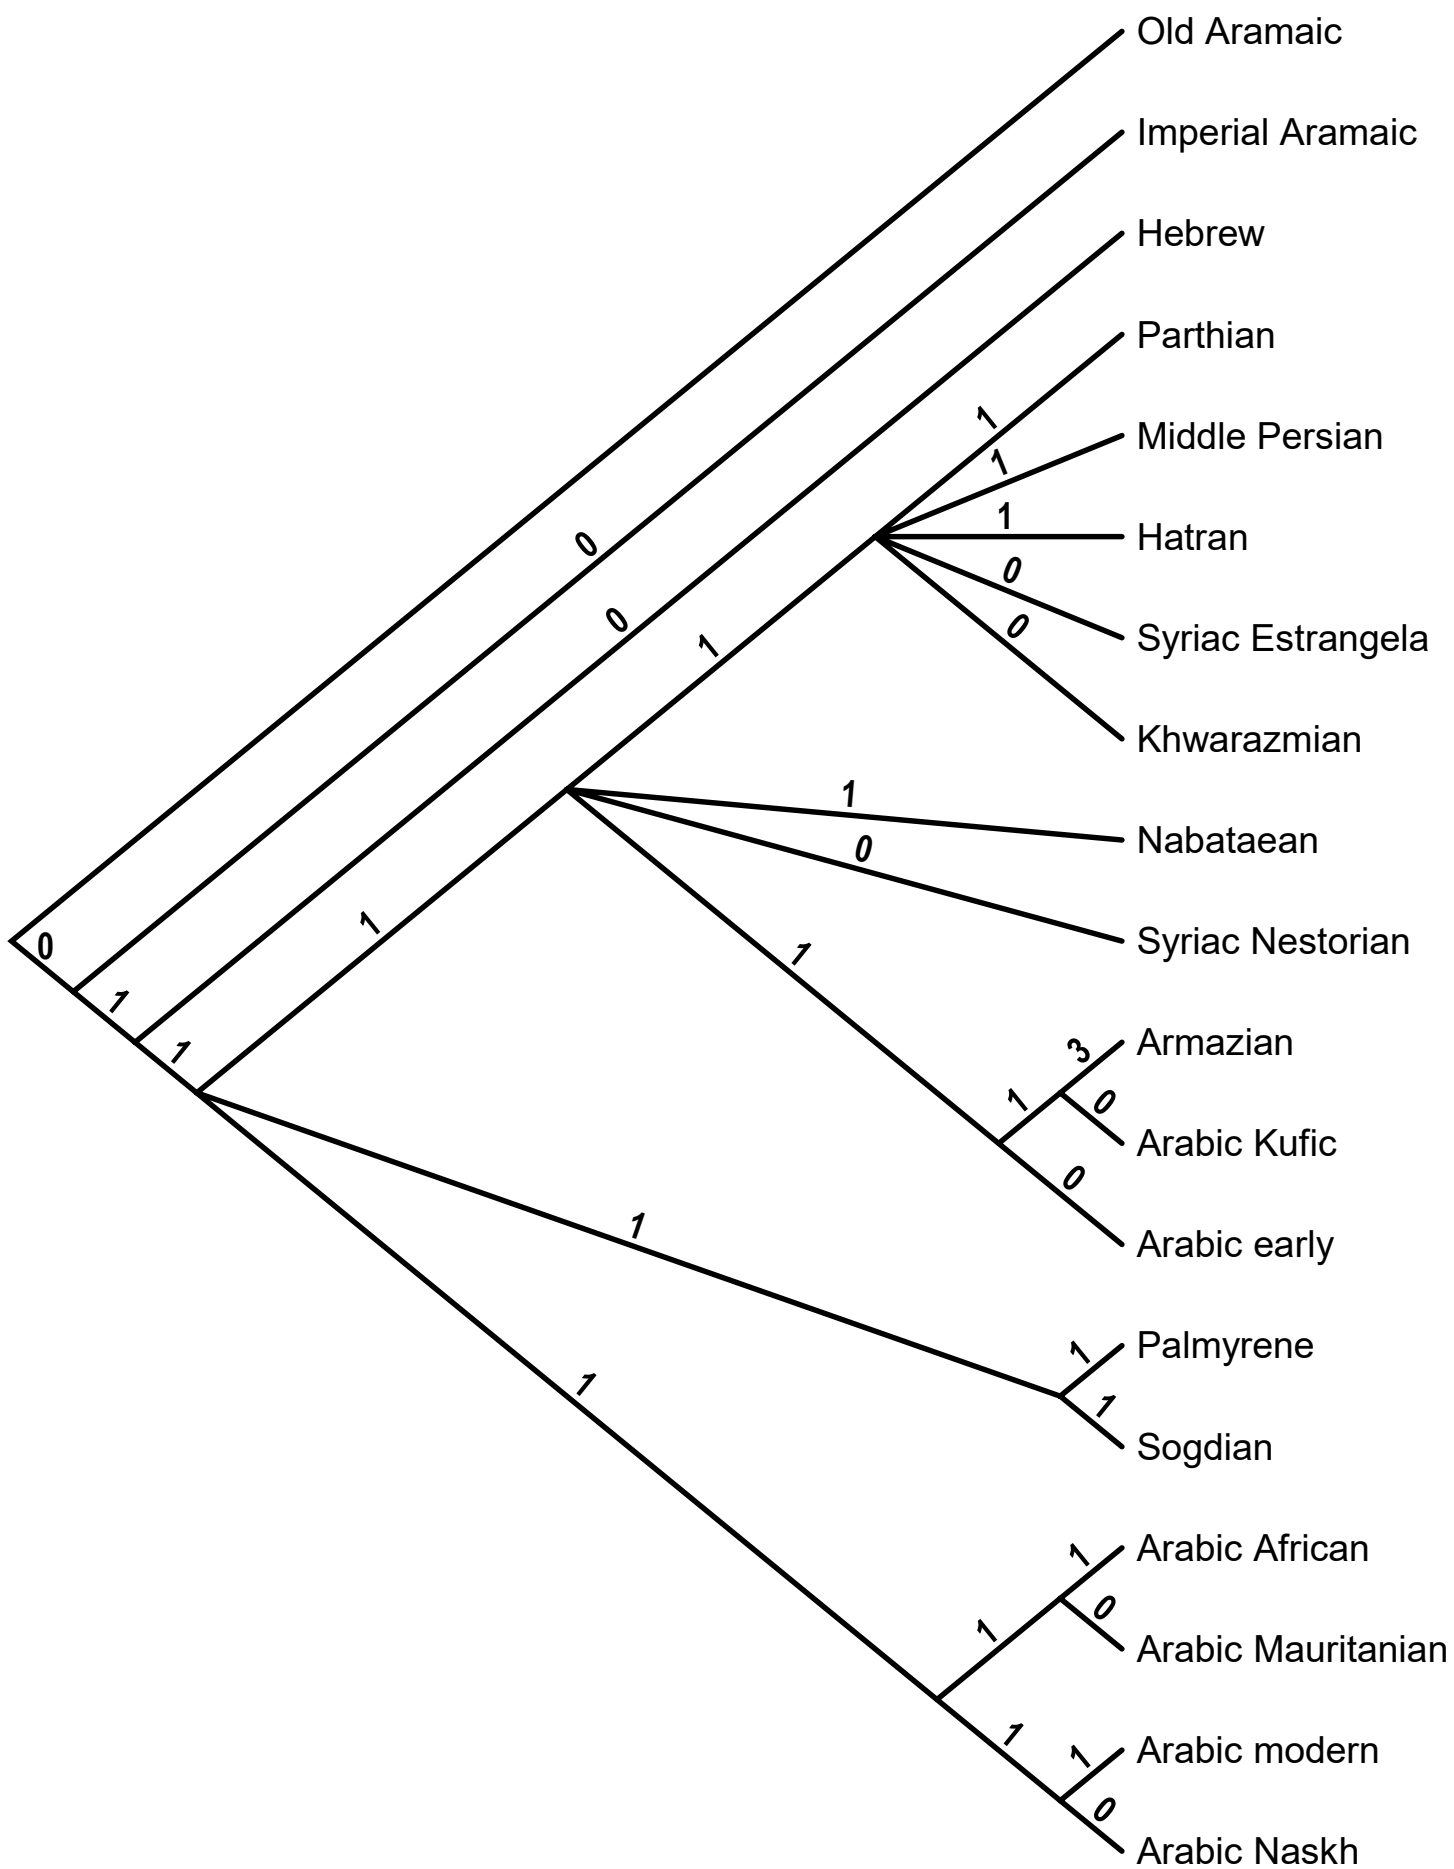 Old Aramaic
Imperial Aramaic
Hebrew
Parthian
1
Middle Persian
1
1
Hatran
0
0
0
Syriac Estrangela
0
1
Khwarazmian
1
Nabataean
0
1
Syriac Nestorian
0
1
1
3
Armazian
1
1
0
Arabic Kufic
0
1
Arabic early
Palmyrene
1
1
1
Sogdian
Arabic African
1
0
1
Arabic Mauritanian
1
Arabic modern
1
0
Arabic Naskh